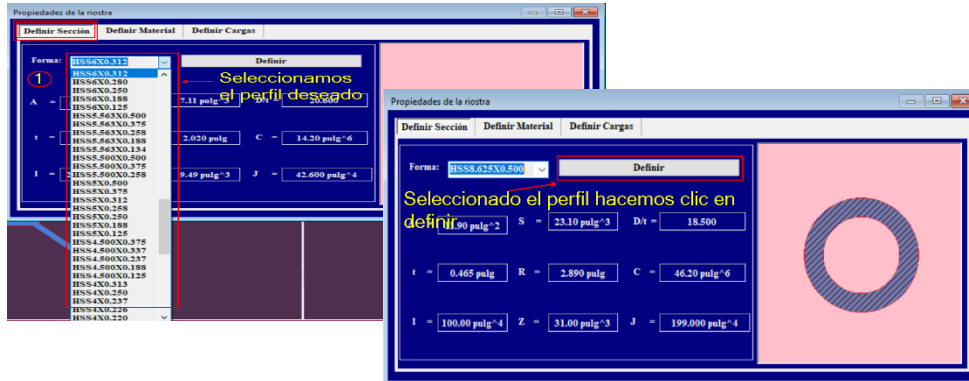 Propiedades de la riostra
Definir Sección Definir Material Definir Cargas
Forma: HSS6X0.312 Definir
1
Seleccionamos
el perfil deseado
HSS6X0.312
HSS6X0.280
HSS6X0.250
HSS6X0.188
HSS6X0.125
HSS5.563X0.500
HSS5.563X0.375
HSS5.563X0.258
HSS5.563X0.188
HSS5.563X0.134
HSS5.500X0.500
HSS5.500X0.375
HSS5.500X0.258
HSS5X0.500
HSS5X0.375
HSS5X0.312
HSS5X0.258
HSS5X0.250
HSS5X0.188
HSS5X0.125
HSS4.500X0.375
HSS4.500X0.337
HSS4.500X0.237
HSS4.500X0.188
HSS4.500X0.125
HSS4X0.313
HSS4X0.250
HSS4X0.237
HSS4X0.226
HSS4X0.220
A = 7.11 pulg^3 D/t = 20.600
t = 2.020 pulg C = 14.20 pulg^6
I = 9.49 pulg^3 J = 42.600 pulg^4
Propiedades de la riostra
Definir Sección Definir Material Definir Cargas
Forma: HSS8.625X0.500 Definir
Seleccionado el perfil hacemos clic en
definir
11.90 pulg^2 S = 23.10 pulg^3 D/t = 18.500
t = 0.465 pulg R = 2.890 pulg C = 46.20 pulg^6
I = 100.00 pulg^4 Z = 31.00 pulg^3 J = 199.000 pulg^4